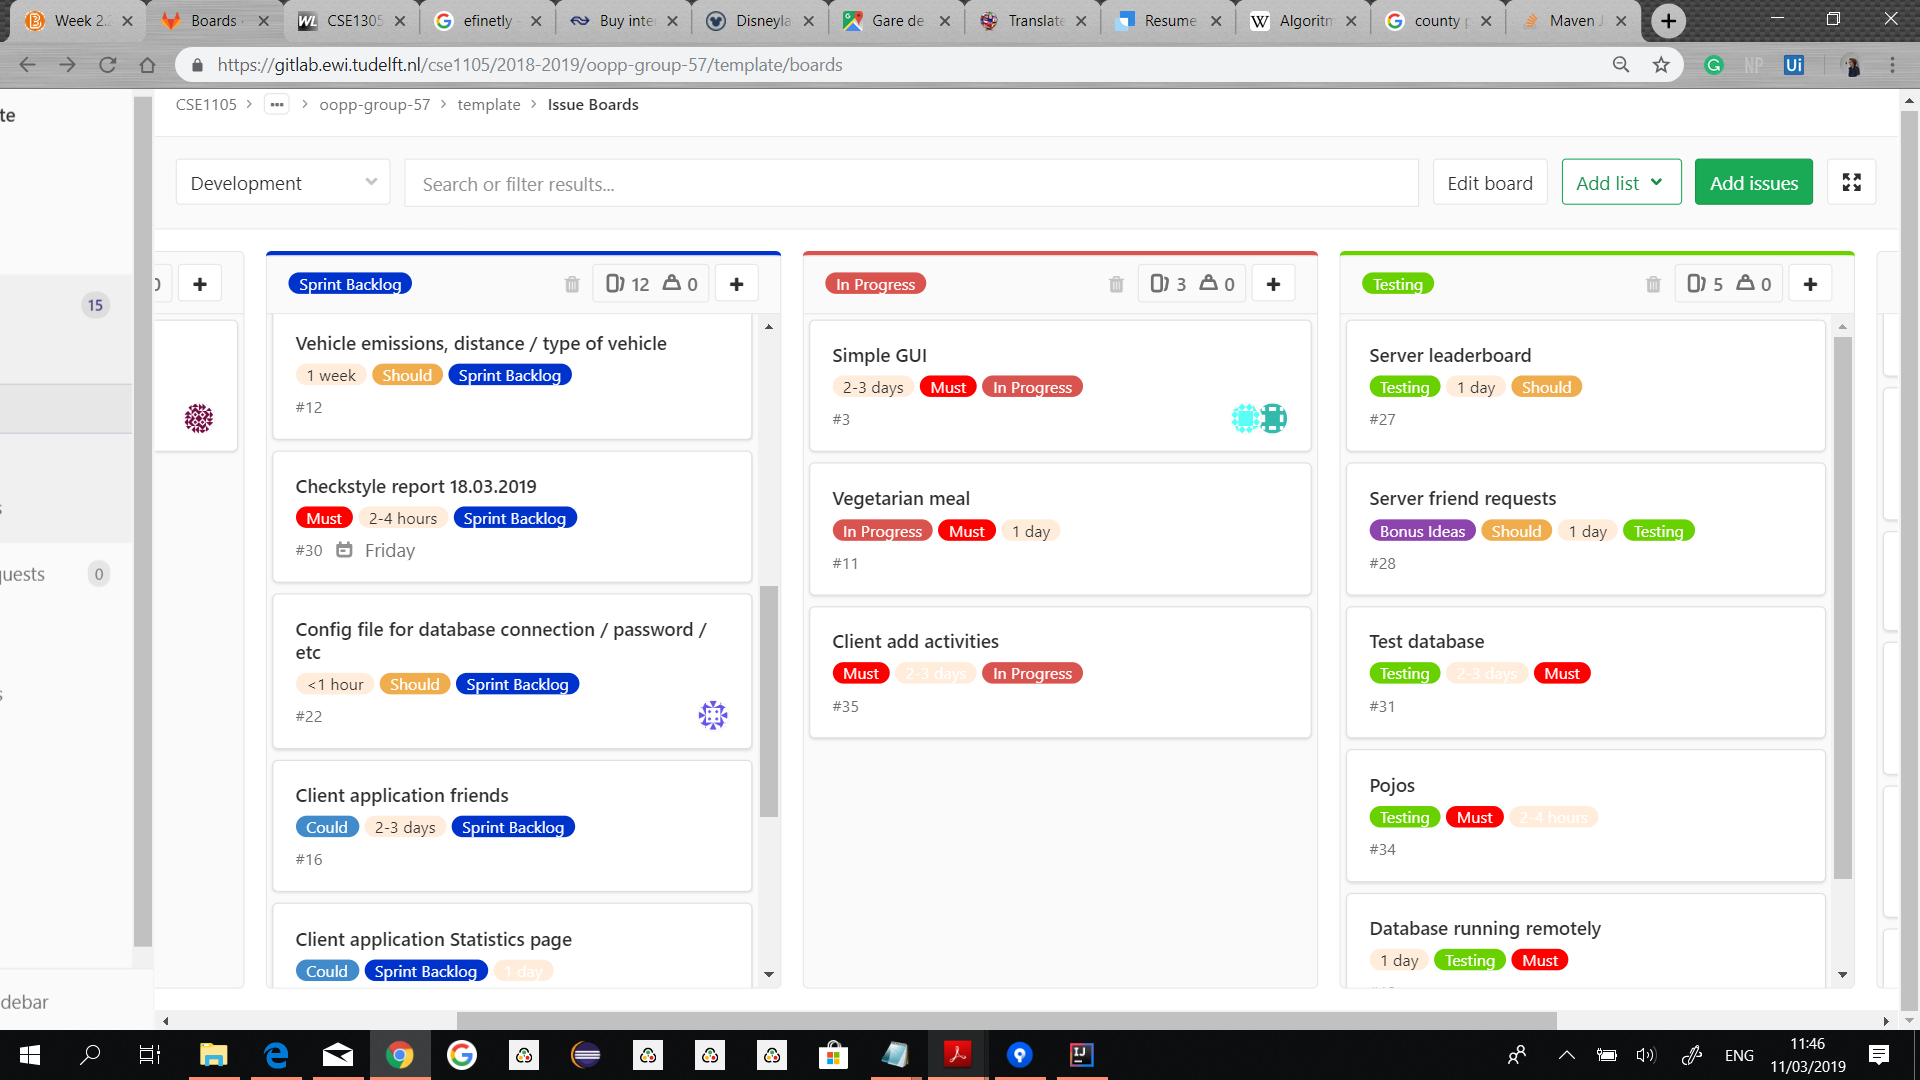 Week 2.
Boards
CSE1305
efinetly
Buy inte
Disneyla
Gare de
Translate
Resume
Algoritm
county p
Maven J
https://gitlab.ewi.tudelft.nl/cse1105/2018-2019/oopp-group-57/template/boards
NP
Ui
te
CSE1105 > ... > oopp-group-57 > template > Issue Boards
Development
Search or filter results...
Edit board
Add list
Add issues
15
uests
0
debar
Sprint Backlog
12
0
Vehicle emissions, distance / type of vehicle
1 week Should Sprint Backlog
#12
Checkstyle report 18.03.2019
Must 2-4 hours Sprint Backlog
#30 Friday
Config file for database connection / password /
etc
<1 hour Should Sprint Backlog
#22
Client application friends
Could 2-3 days Sprint Backlog
#16
Client application Statistics page
Could Sprint Backlog 1 day
In Progress
3
0
Simple GUI
2-3 days Must In Progress
#3
Vegetarian meal
In Progress Must 1 day
#11
Client add activities
Must 2-3 days In Progress
#35
Testing
5
0
Server leaderboard
Testing 1 day Should
#27
Server friend requests
Bonus Ideas Should 1 day Testing
#28
Test database
Testing 2-3 days Must
#31
Pojos
Testing Must 2-4 hours
#34
Database running remotely
1 day Testing Must
ENG
11:46
11/03/2019